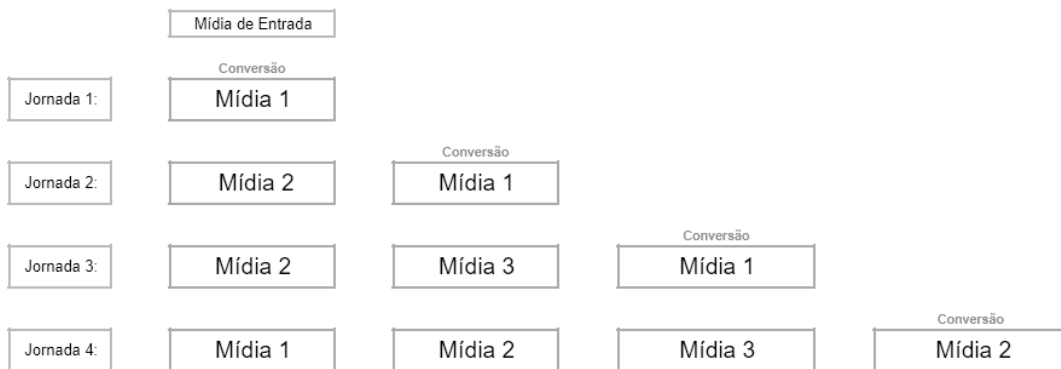 Mídia de Entrada
Conversão
Jornada 1: Mídia 1
Conversão
Jornada 2: Mídia 2 Mídia 1
Conversão
Jornada 3: Mídia 2 Mídia 3 Mídia 1
Conversão
Jornada 4: Mídia 1 Mídia 2 Mídia 3 Mídia 2